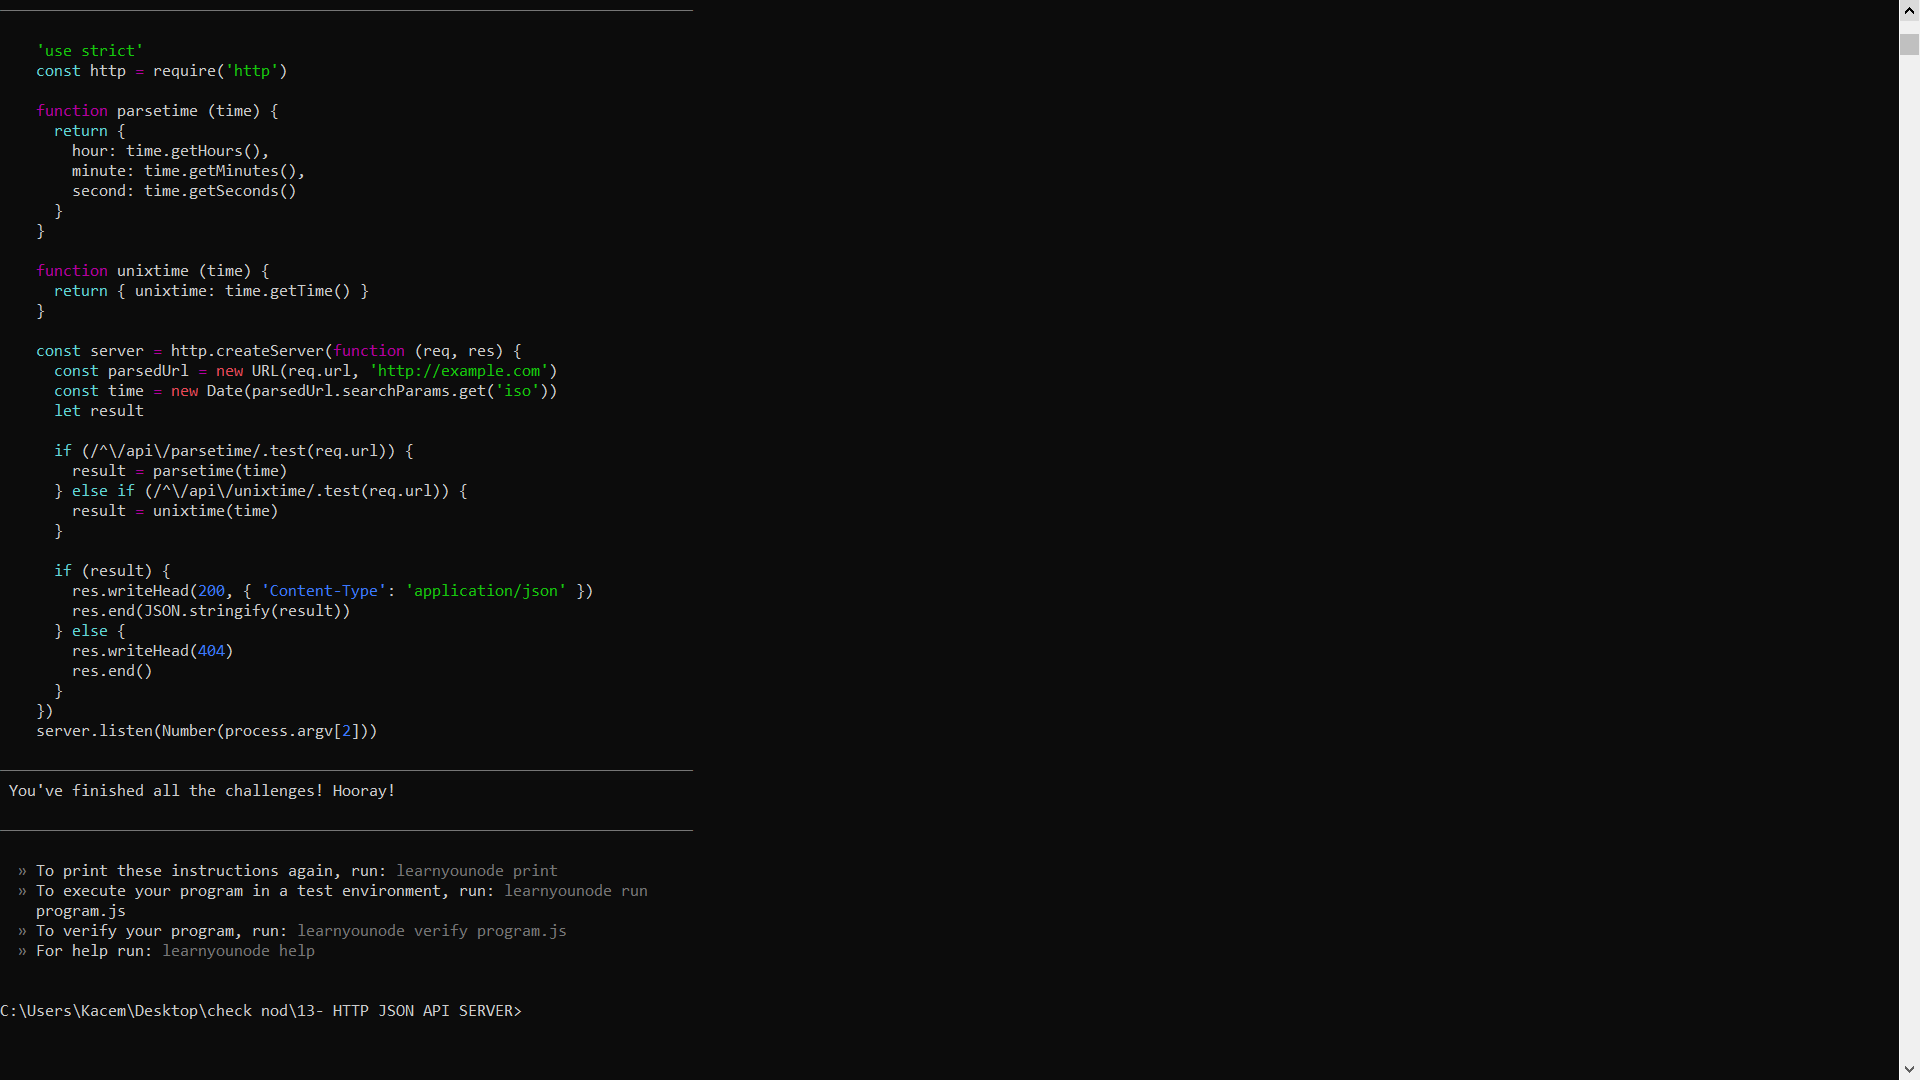 'use strict'
const http = require('http')
function parsetime (time) {
return {
hour: time.getHours(),
minute: time.getMinutes(),
second: time.getSeconds()
}
}
function unixtime (time) {
return { unixtime: time.getTime() }
}
const server = http.createServer(function (req, res) {
const parsedUrl = new URL(req.url, 'http://example.com')
const time = new Date(parsedUrl.searchParams.get('iso'))
let result
if (/^\/api\/parsetime/.test(req.url)) {
result = parsetime(time)
} else if (/^\/api\/unixtime/.test(req.url)) {
result = unixtime(time)
}
if (result) {
res.writeHead(200, { 'Content-Type': 'application/json' })
res.end(JSON.stringify(result))
} else {
res.writeHead(404)
res.end()
}
})
server.listen(Number(process.argv[2]))
You've finished all the challenges! Hooray!
» To print these instructions again, run: learnyounode print
» To execute your program in a test environment, run: learnyounode run
program.js
» To verify your program, run: learnyounode verify program.js
» For help run: learnyounode help
C:\Users\Kacem\Desktop\check nod\13- HTTP JSON API SERVER>